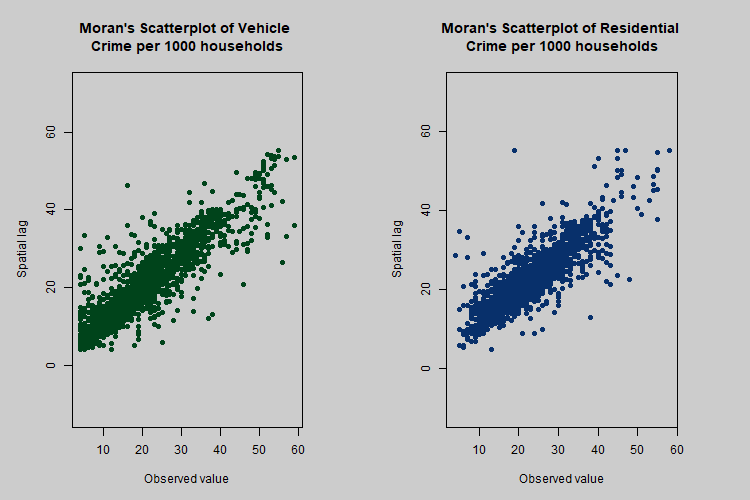 Moran's Scatterplot of Vehicle
Crime per 1000 households
60
40
20
0
Spatial lag
10 20 30 40 50 60
Observed value
Moran's Scatterplot of Residential
Crime per 1000 households
60
40
20
0
Spatial lag
10 20 30 40 50 60
Observed value